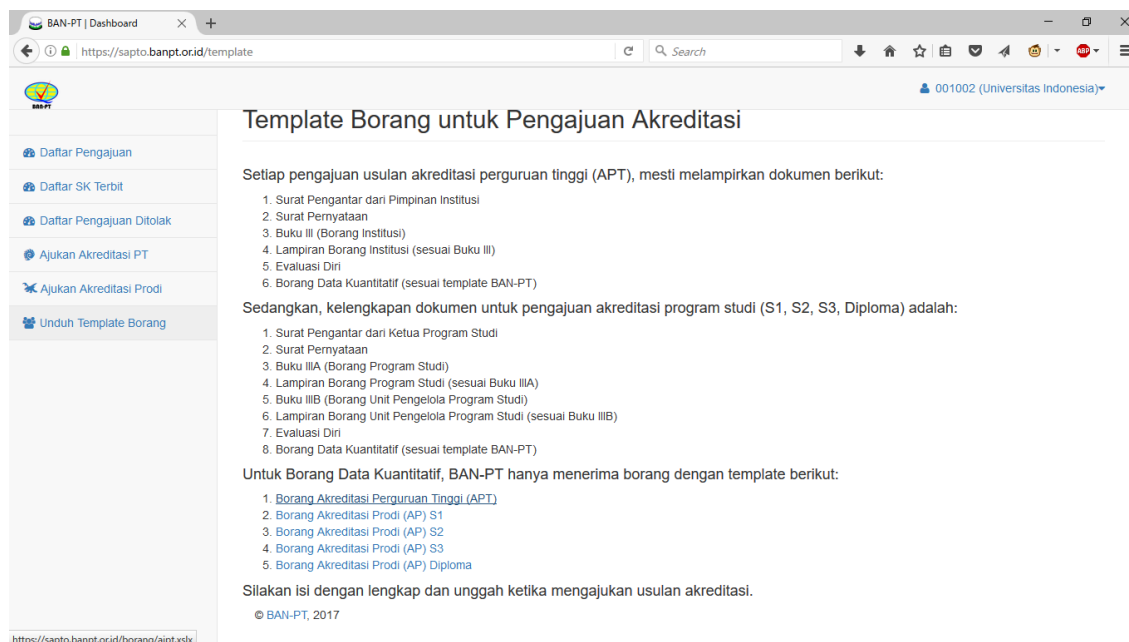 BAN-PT | Dashboard
https://sapto.banpt.or.id/template
Search
ABP
BAN-PT
001002 (Universitas Indonesia)
Template Borang untuk Pengajuan Akreditasi
Daftar Pengajuan
Daftar SK Terbit
Daftar Pengajuan Ditolak
Ajukan Akreditasi PT
Ajukan Akreditasi Prodi
Unduh Template Borang
Setiap pengajuan usulan akreditasi perguruan tinggi (APT), mesti melampirkan dokumen berikut:
1. Surat Pengantar dari Pimpinan Institusi
2. Surat Pernyataan
3. Buku III (Borang Institusi)
4. Lampiran Borang Institusi (sesuai Buku III)
5. Evaluasi Diri
6. Borang Data Kuantitatif (sesuai template BAN-PT)
Sedangkan, kelengkapan dokumen untuk pengajuan akreditasi program studi (S1, S2, S3, Diploma) adalah:
1. Surat Pengantar dari Ketua Program Studi
2. Surat Pernyataan
3. Buku IIIA (Borang Program Studi)
4. Lampiran Borang Program Studi (sesuai Buku IIIA)
5. Buku IIIB (Borang Unit Pengelola Program Studi)
6. Lampiran Borang Unit Pengelola Program Studi (sesuai Buku IIIB)
7. Evaluasi Diri
8. Borang Data Kuantitatif (sesuai template BAN-PT)
Untuk Borang Data Kuantitatif, BAN-PT hanya menerima borang dengan template berikut:
1. Borang Akreditasi Perguruan Tinggi (APT)
2. Borang Akreditasi Prodi (AP) S1
3. Borang Akreditasi Prodi (AP) S2
4. Borang Akreditasi Prodi (AP) S3
5. Borang Akreditasi Prodi (AP) Diploma
Silakan isi dengan lengkap dan unggah ketika mengajukan usulan akreditasi.
© BAN-PT, 2017
https://sapto.banpt.or.id/borang/aipt.xslx